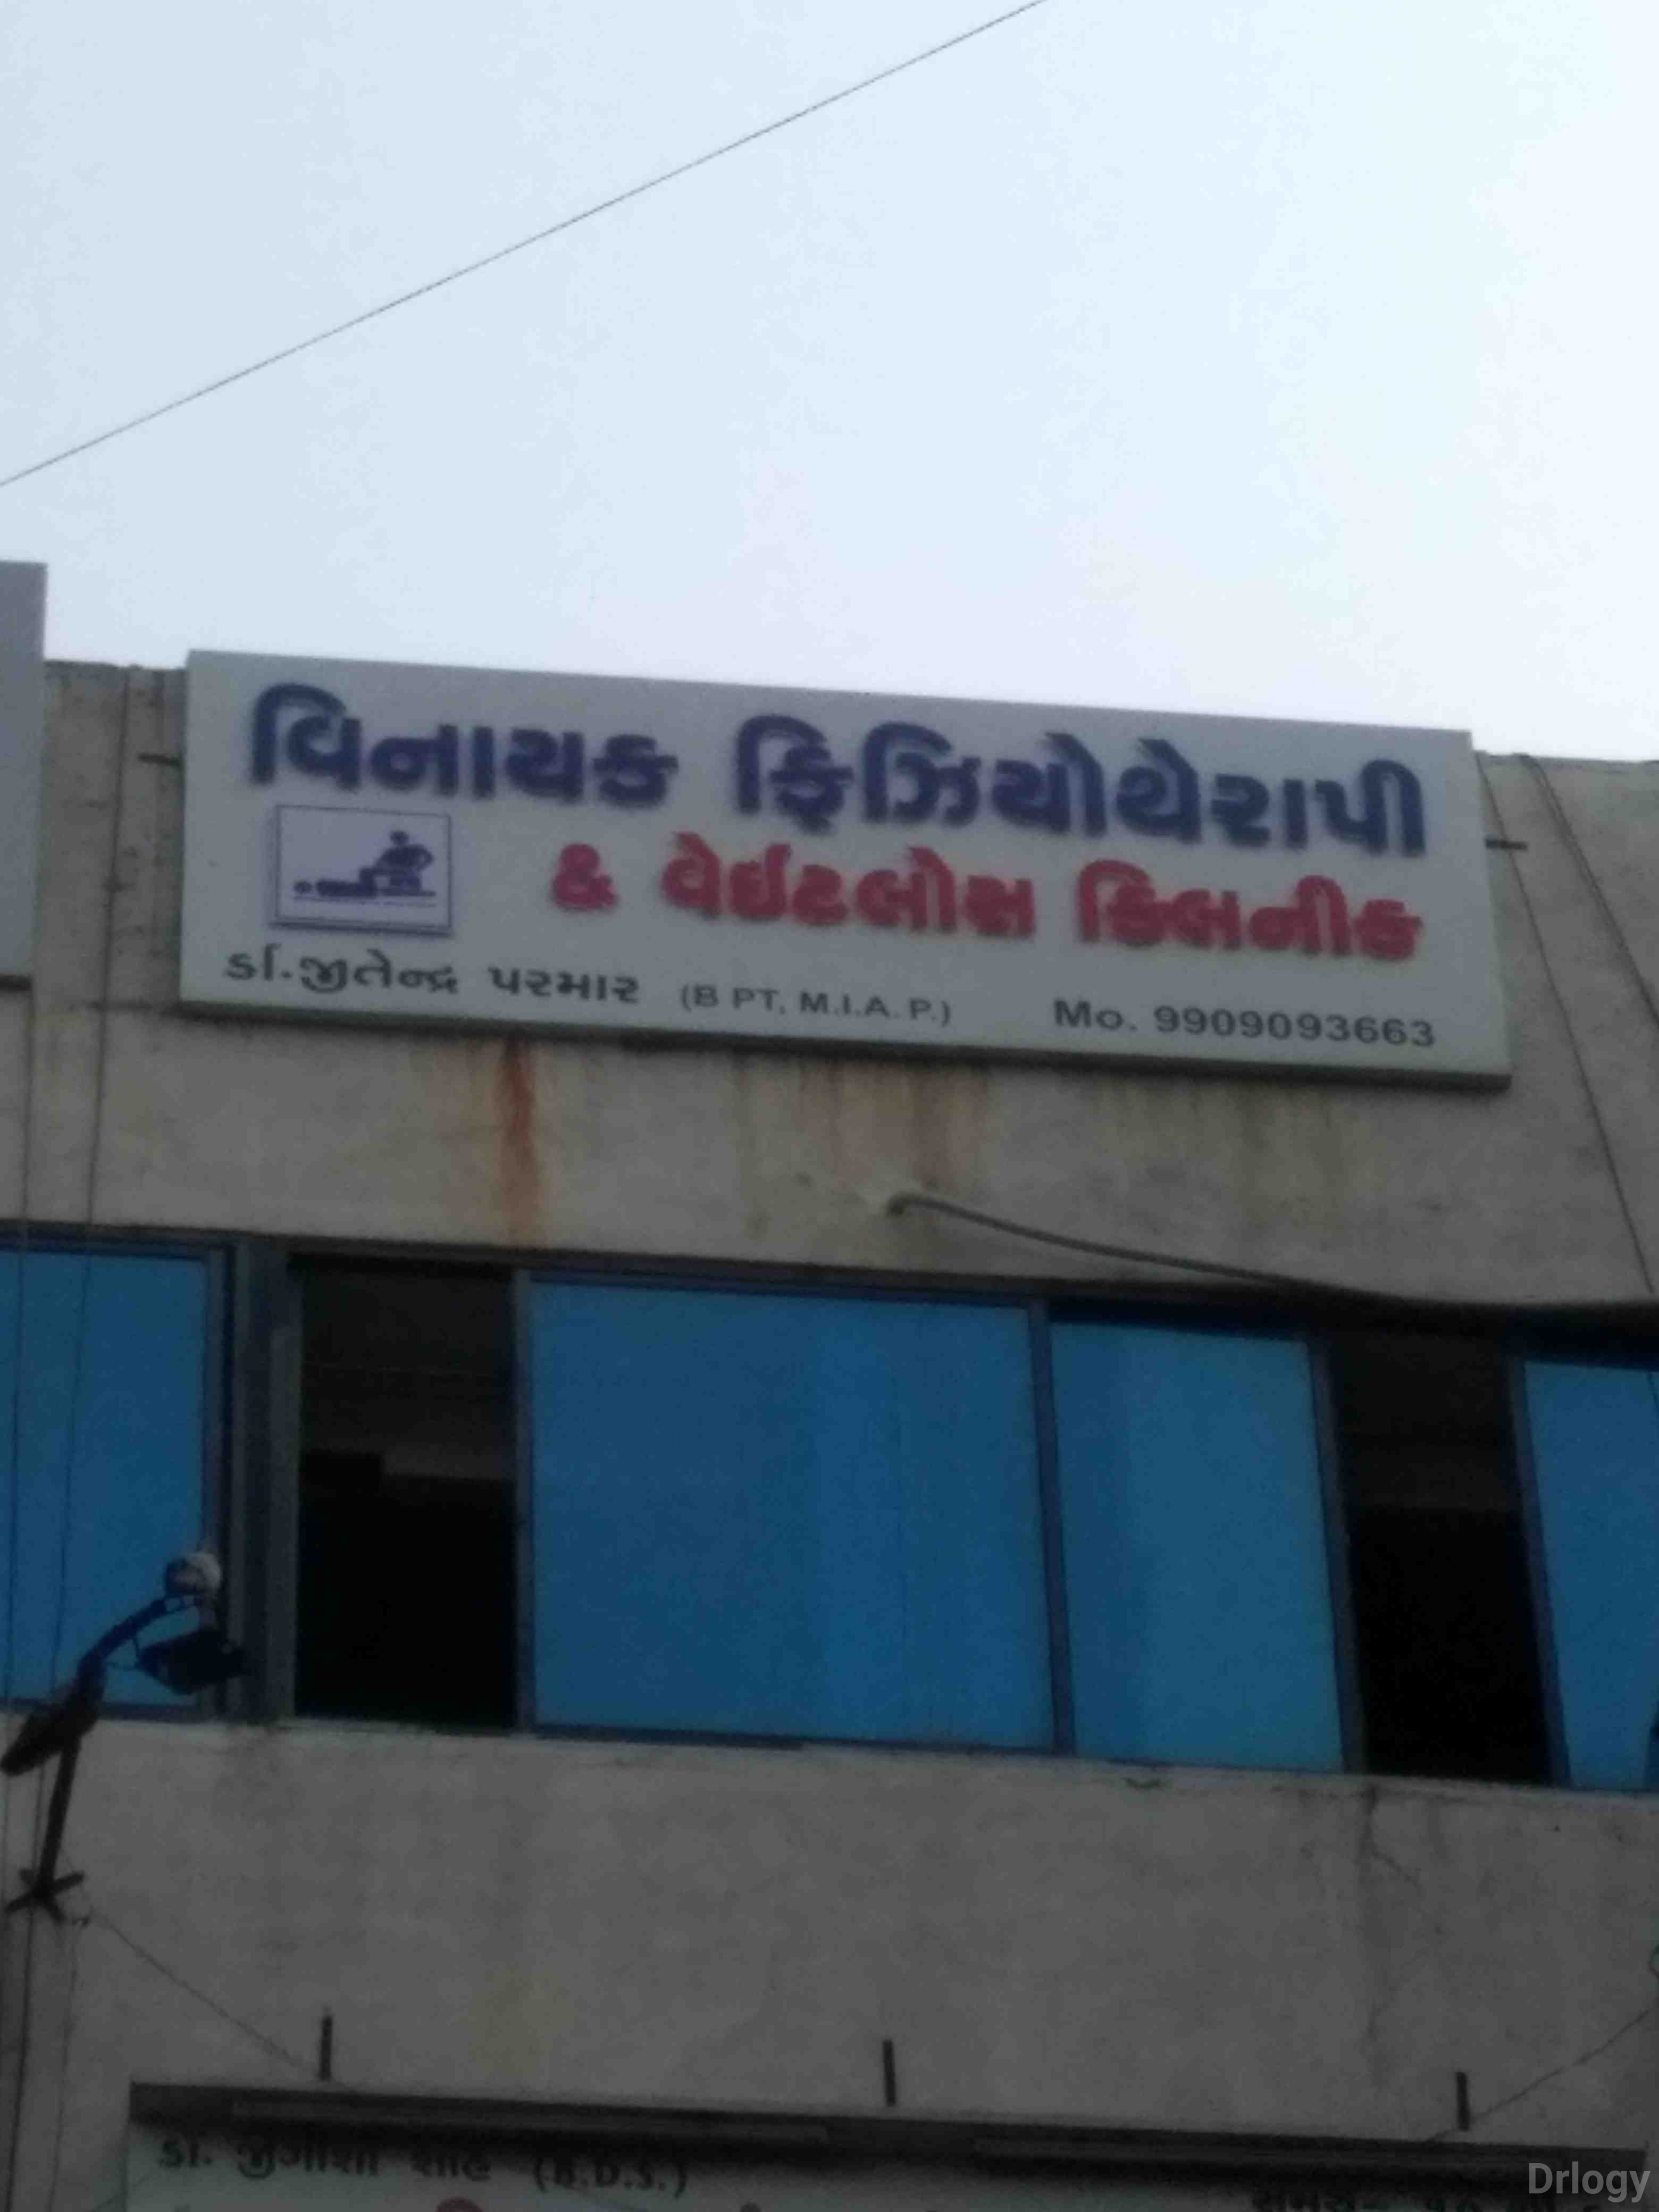 વિનાયક ફિઝિયોથેરાપી
& વેઈટલોસ ક્લિનીક
ર્ડા.જીતેન્દ્ર પરમાર (B PT, M.I.A. P.) Mo. 9909093663
ડા. જીગીશા શાહ (B.D.S.)
Drlogy